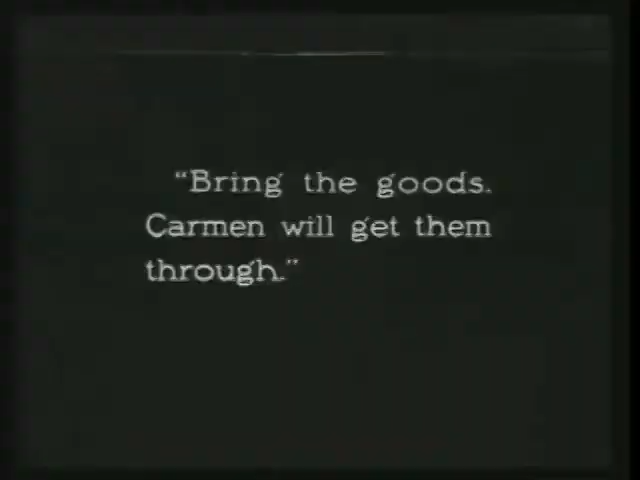 "Bring the goods.
Carmen will get them
through."